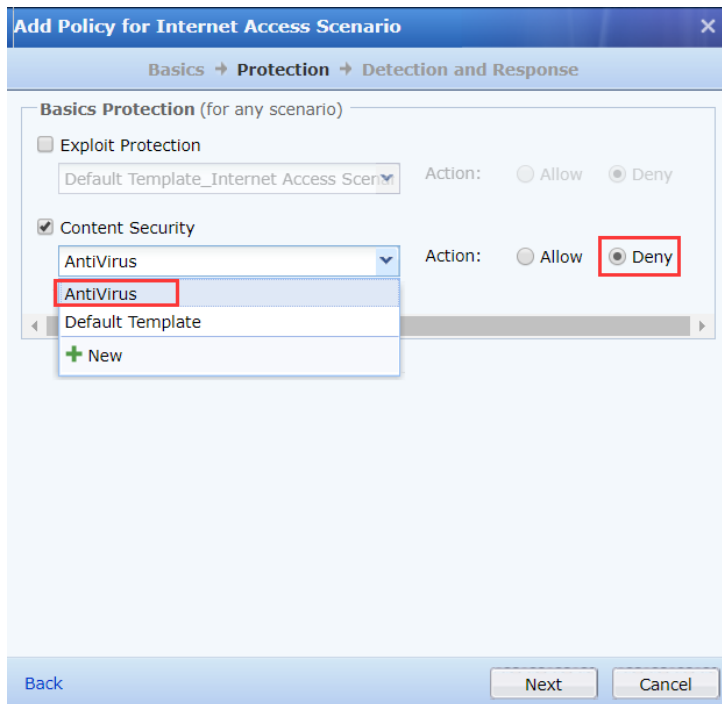 Add Policy for Internet Access Scenario
Basics → Protection → Detection and Response
Basics Protection (for any scenario)
Exploit Protection
Default Template_Internet Access Scenar Action: Allow Deny
Content Security
AntiVirus Action: Allow Deny
AntiVirus
Default Template
New
Back Next Cancel